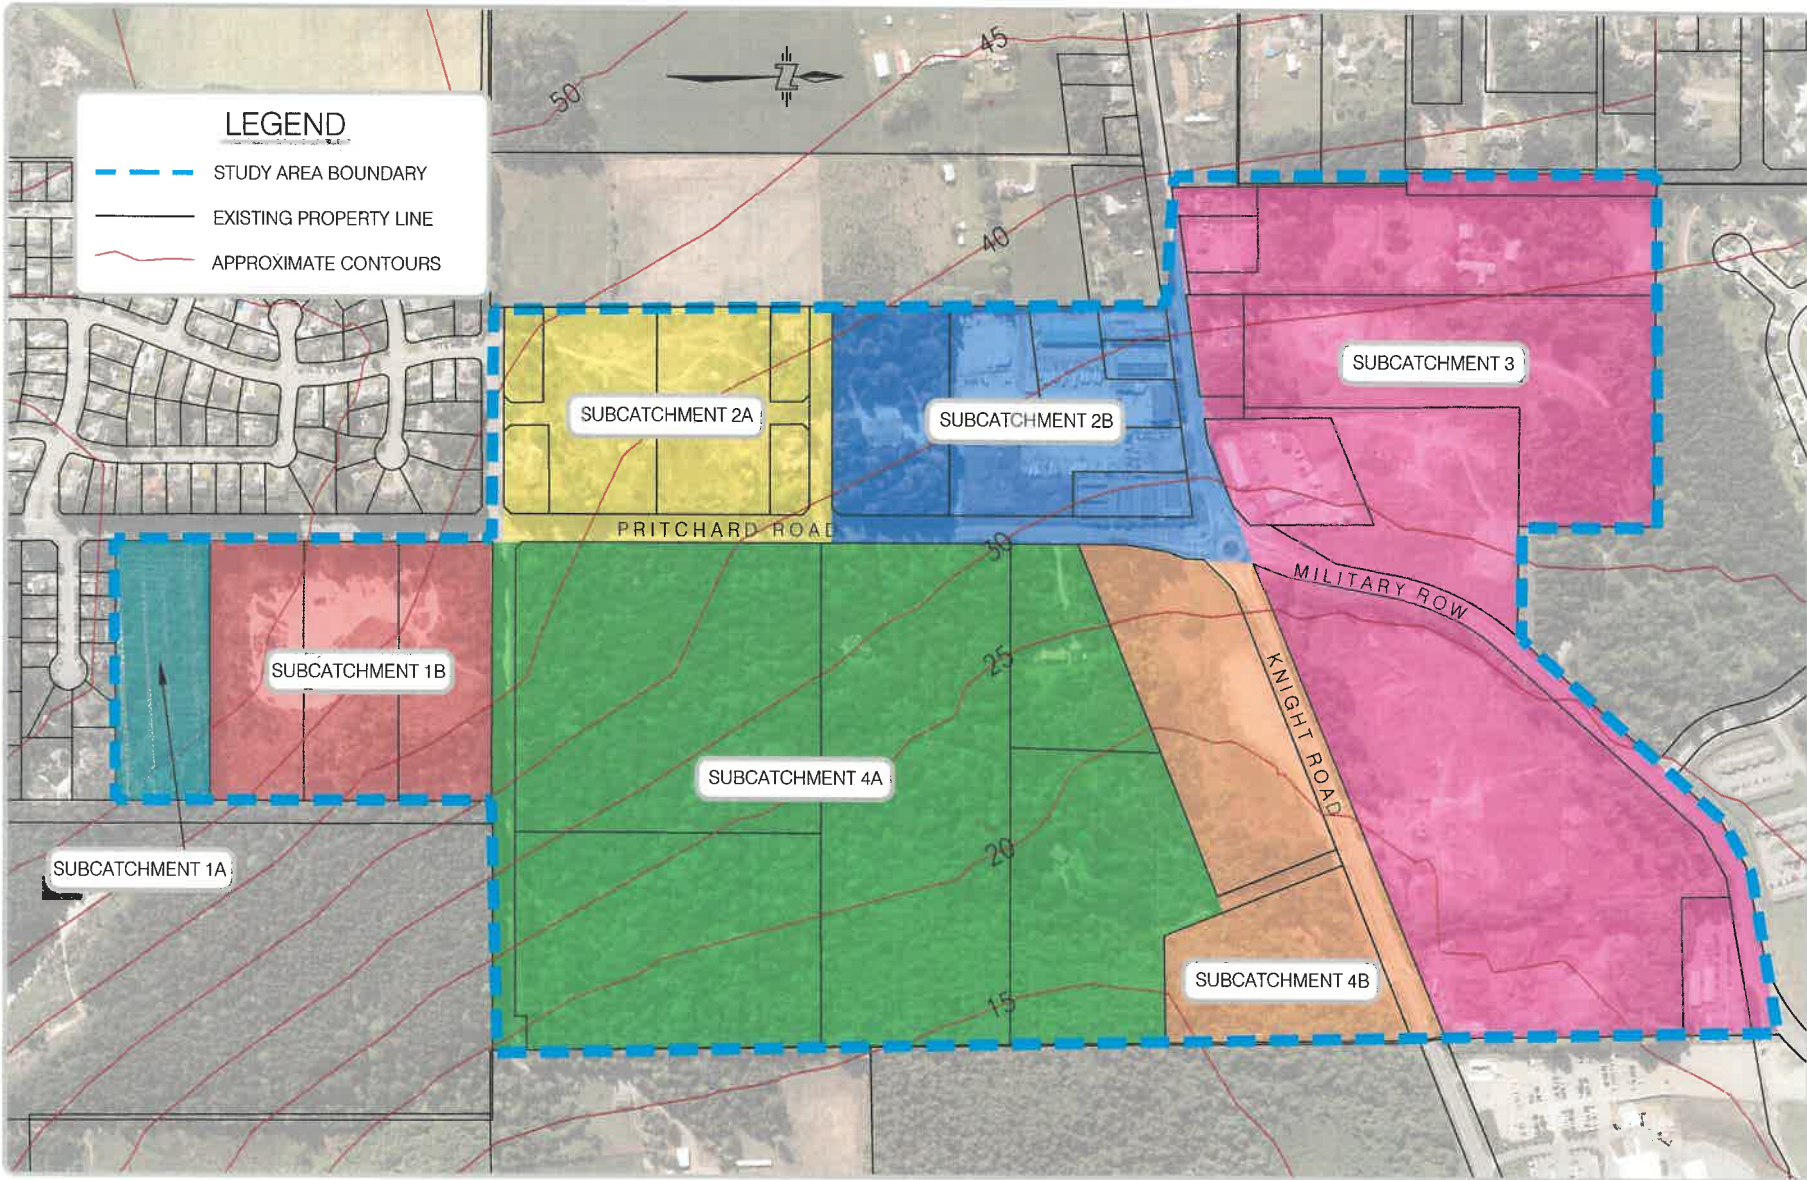 LEGEND
STUDY AREA BOUNDARY
EXISTING PROPERTY LINE
APPROXIMATE CONTOURS
45
50
Z
40
SUBCATCHMENT 3
SUBCATCHMENT 2A
SUBCATCHMENT 2B
PRITCHARD ROAD
30
MILITARY ROW
SUBCATCHMENT 1B
25
KNIGHT ROAD
SUBCATCHMENT 4A
20
SUBCATCHMENT 1A
SUBCATCHMENT 4B
15